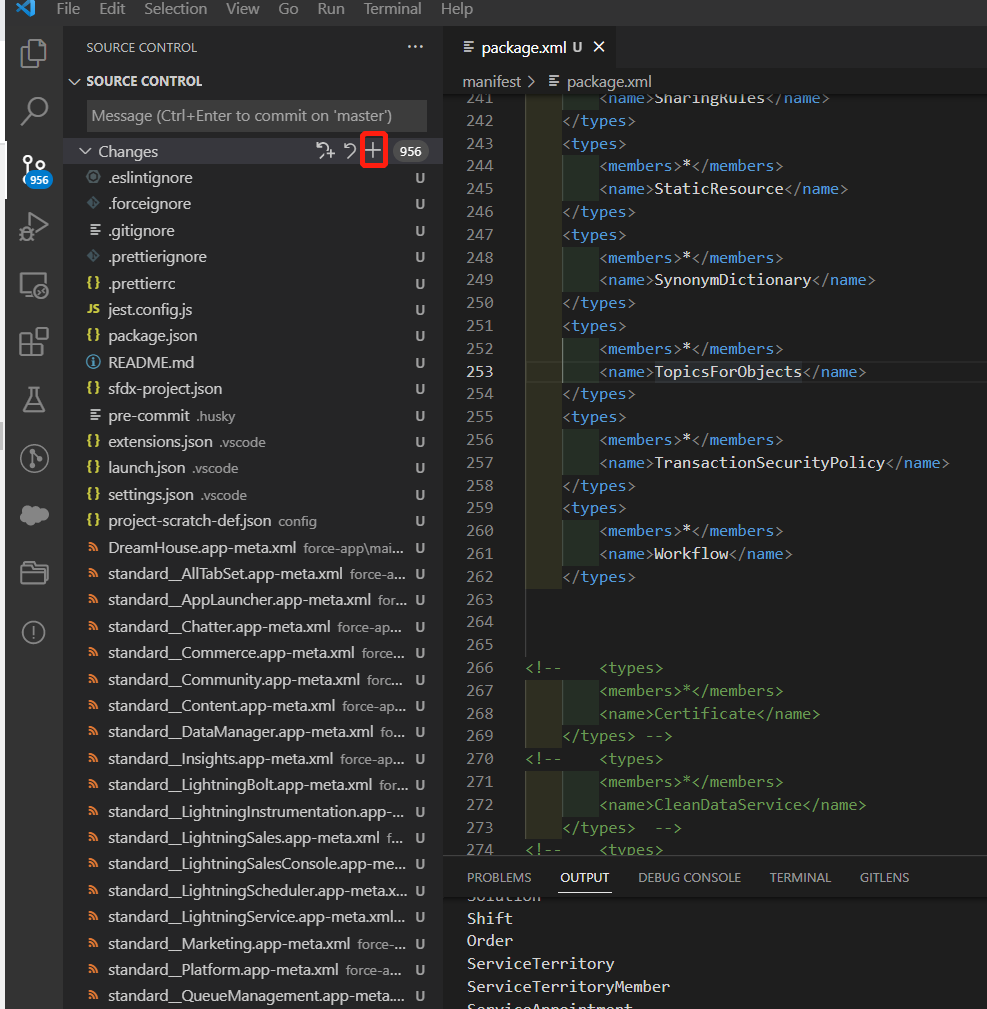 File Edit Selection View Go Run Terminal Help
SOURCE CONTROL ...
SOURCE CONTROL
Message (Ctrl+Enter to commit on 'master')
Changes 956
956
.eslintignore U
.forceignore U
.gitignore U
.prettierignore U
{} .prettierrc U
JS jest.config.js U
{} package.json U
README.md U
{} sfdx-project.json U
pre-commit .husky U
{} extensions.json .vscode U
{} launch.json .vscode U
{} settings.json .vscode U
{} project-scratch-def.json config U
DreamHouse.app-meta.xml force-app\mai... U
standard__AllTabSet.app-meta.xml force-a... U
standard__AppLauncher.app-meta.xml for... U
standard__Chatter.app-meta.xml force-ap... U
standard__Commerce.app-meta.xml force... U
standard__Community.app-meta.xml forc... U
standard__Content.app-meta.xml force-ap... U
standard__DataManager.app-meta.xml fo... U
standard__Insights.app-meta.xml force-ap... U
standard__LightningBolt.app-meta.xml for... U
standard__LightningInstrumentation.app-... U
standard__LightningSales.app-meta.xml f... U
standard__LightningSalesConsole.app-me... U
standard__LightningScheduler.app-meta.x... U
standard__LightningService.app-meta.xml... U
standard__Marketing.app-meta.xml force-... U
standard__Platform.app-meta.xml force-a... U
standard__QueueManagement.app-meta.... U
package.xml U
manifest > package.xml
241 <name>SharingRules</name>
242 </types>
243 <types>
244 <members>*</members>
245 <name>StaticResource</name>
246 </types>
247 <types>
248 <members>*</members>
249 <name>SynonymDictionary</name>
250 </types>
251 <types>
252 <members>*</members>
253 <name>TopicsForObjects</name>
254 </types>
255 <types>
256 <members>*</members>
257 <name>TransactionSecurityPolicy</name>
258 </types>
259 <types>
260 <members>*</members>
261 <name>Workflow</name>
262 </types>
263
264
265
266 <!-- <types>
267 <members>*</members>
268 <name>Certificate</name>
269 </types> -->
270 <!-- <types>
271 <members>*</members>
272 <name>CleanDataService</name>
273 </types> -->
274 <!-- <types>
PROBLEMS OUTPUT DEBUG CONSOLE TERMINAL GITLENS
Solution
Shift
Order
ServiceTerritory
ServiceTerritoryMember
ServiceAppointment